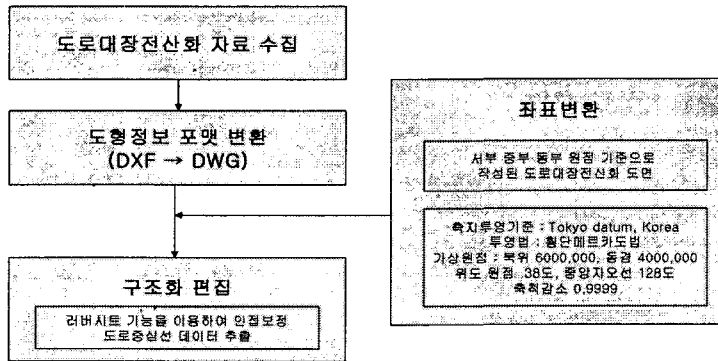 도로대장전산화 자료 수집
도형정보 포맷 변환
(DXF → DWG)
구조화 편집
러버시트 기능을 이용하여 인접보정
도로중심선 데이터 추출
좌표변환
서부 중부 동부 원점 기준으로
작성된 도로대장전산화 도면
측지투영기준 : Tokyo datum, Korea
투영법 : 횡단메르카도법
가상원점 : 북위 6000,000, 동경 4000,000
위도 원점 38도, 중앙자오선 128도
축척감소 0.9999